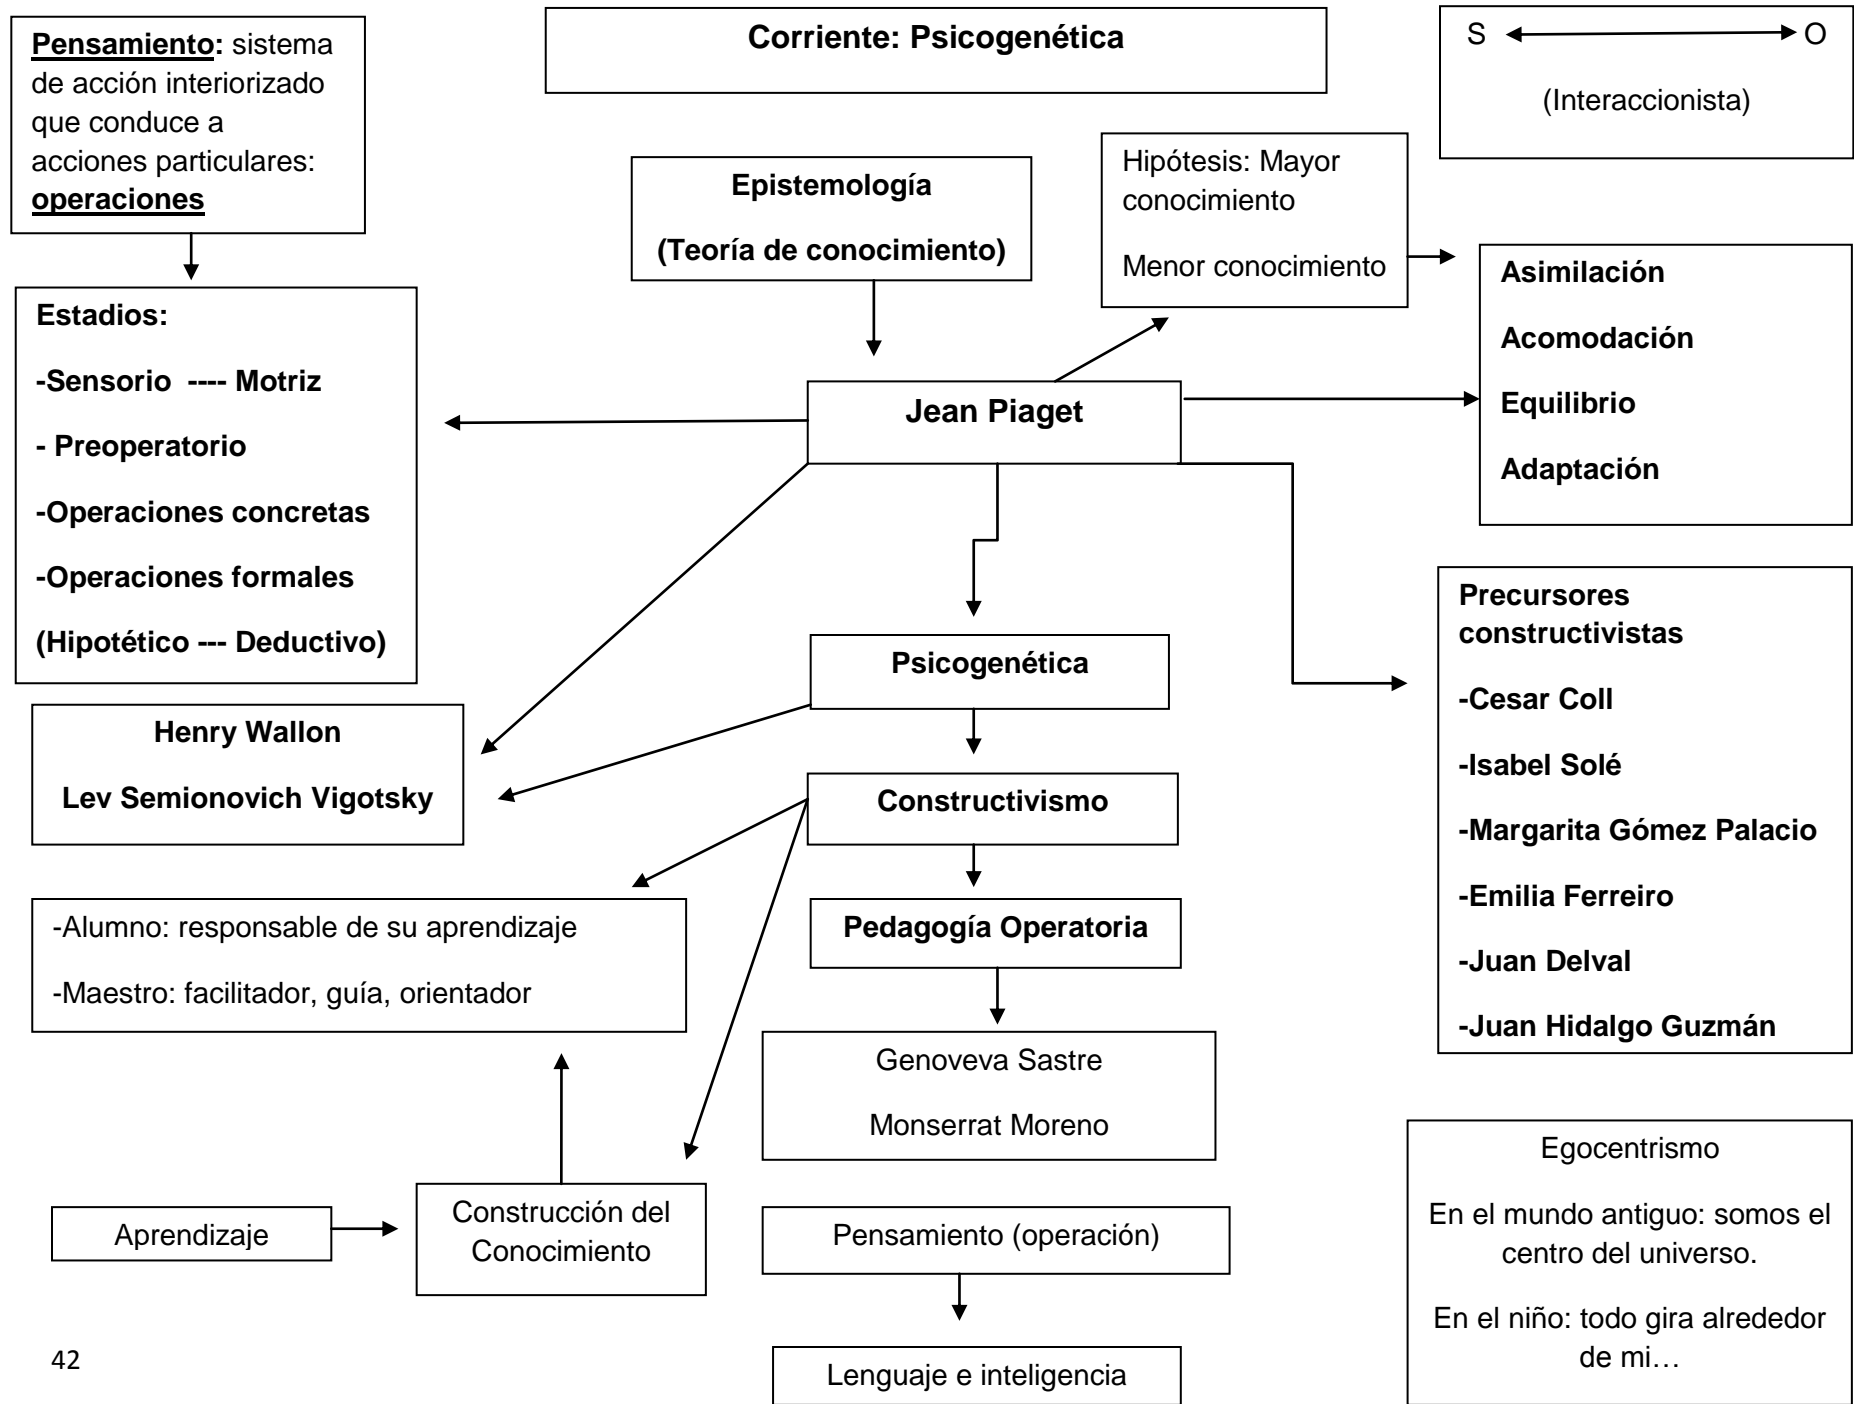 Pensamiento: sistema
de acción interiorizado
que conduce a
acciones particulares:
operaciones
Corriente: Psicogenética
S O
(Interaccionista)
Epistemología
(Teoría de conocimiento)
Hipótesis: Mayor
conocimiento
Menor conocimiento
Asimilación
Acomodación
Equilibrio
Adaptación
Estadios:
-Sensorio ---- Motriz
- Preoperatorio
-Operaciones concretas
-Operaciones formales
(Hipotético --- Deductivo)
Jean Piaget
Precursores
constructivistas
-Cesar Coll
-Isabel Solé
-Margarita Gómez Palacio
-Emilia Ferreiro
-Juan Delval
-Juan Hidalgo Guzmán
Psicogenética
Henry Wallon
Lev Semionovich Vigotsky
Constructivismo
-Alumno: responsable de su aprendizaje
-Maestro: facilitador, guía, orientador
Pedagogía Operatoria
Genoveva Sastre
Monserrat Moreno
Aprendizaje
Construcción del
Conocimiento
Pensamiento (operación)
Lenguaje e inteligencia
Egocentrismo
En el mundo antiguo: somos el
centro del universo.
En el niño: todo gira alrededor
de mi…
42